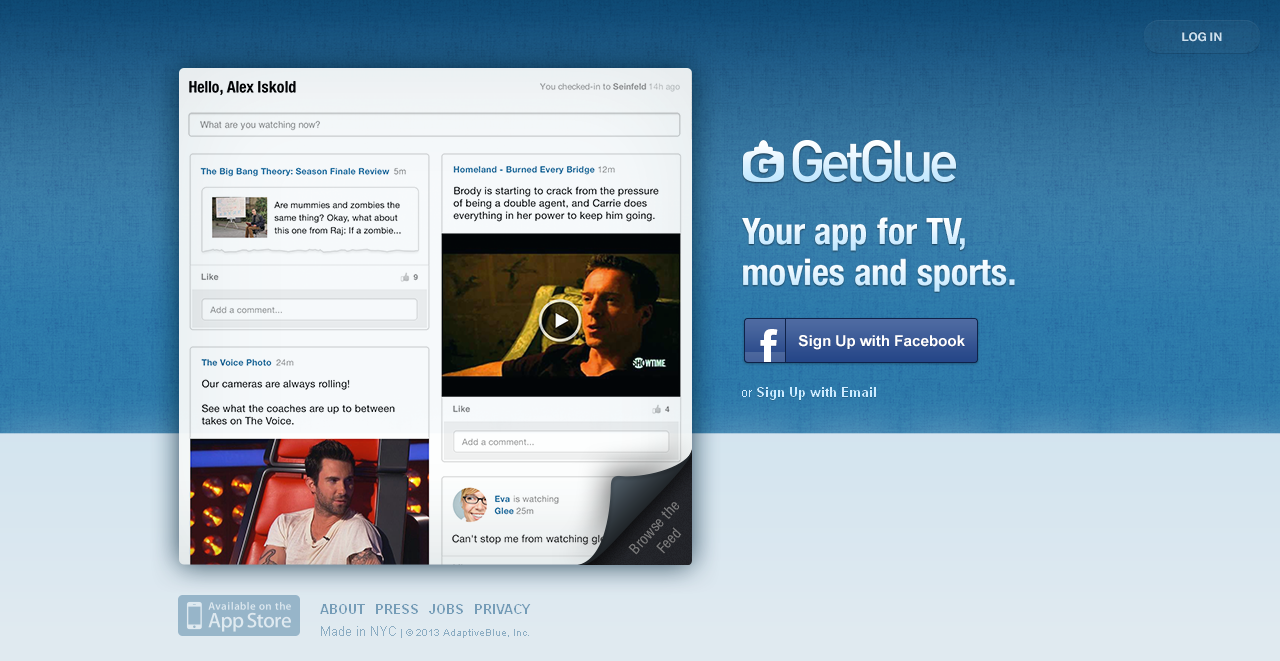 LOG IN
Hello, Alex Iskold
You checked-in to Seinfeld 14h ago
What are you watching now?
The Big Bang Theory: Season Finale Review 5m
Are mummies and zombies the
same thing? Okay, what about
this one from Raj: If a zombie...
Like
9
Add a comment...
The Voice Photo 24m
Our cameras are always rolling!
See what the coaches are up to between
takes on The Voice.
Homeland - Burned Every Bridge 12m
Brody is starting to crack from the pressure
of being a double agent, and Carrie does
everything in her power to keep him going.
SHOWTIME
Like
4
Add a comment...
Eva is watching
Glee 25m
Can't stop me from watching gle
Browse the
Feed
G GetGlue
Your app for TV,
movies and sports.
f Sign Up with Facebook
or Sign Up with Email
Available on the
App Store
ABOUT PRESS JOBS PRIVACY
Made in NYC | © 2013 AdaptiveBlue, Inc.